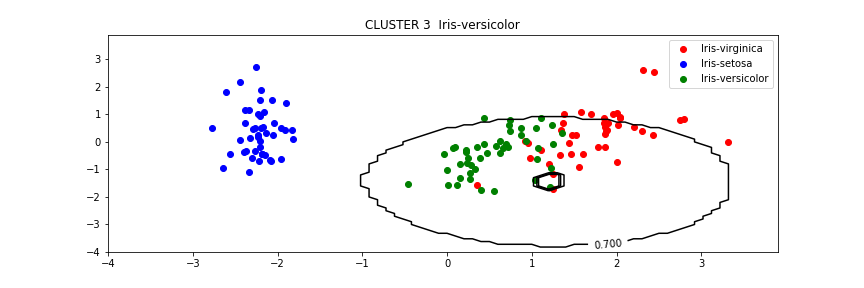 CLUSTER 3  Iris-versicolor
Iris-virginica
Iris-setosa
Iris-versicolor
3
2
1
0
−1
−2
−3
−4
0.700
−4 −3 −2 −1 0 1 2 3